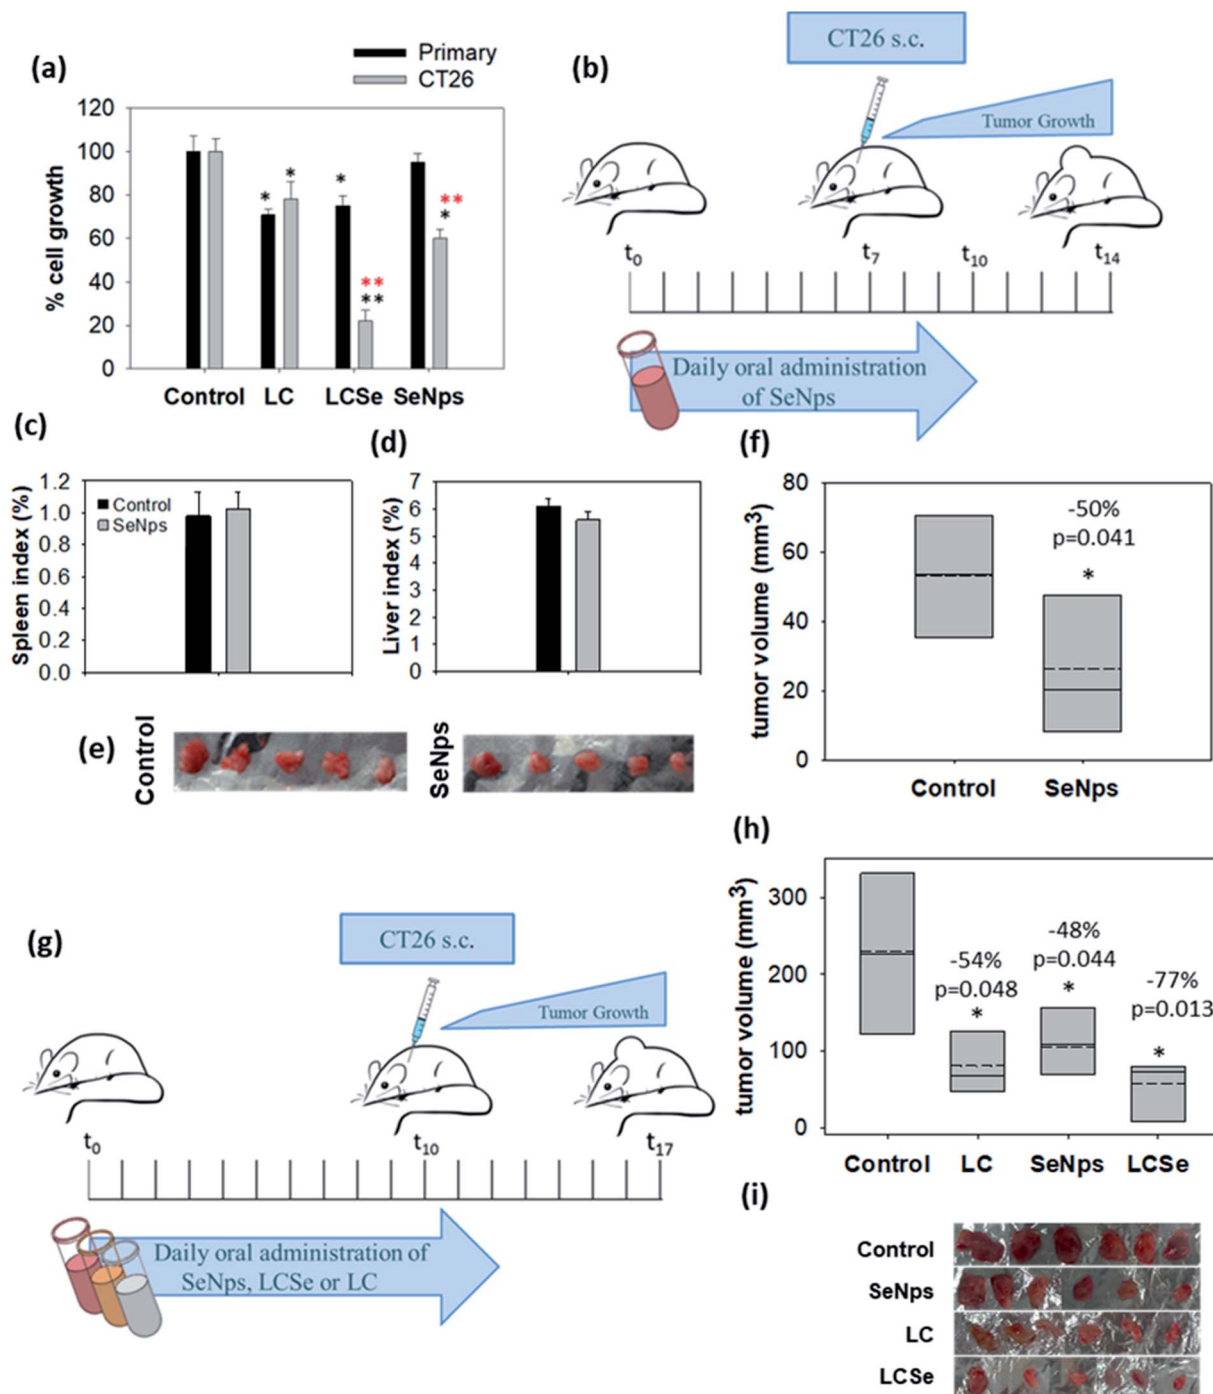 (a)
Primary
CT26
120
100
80
60
40
20
0
% cell growth
* * * ** ** ** *
Control LC LCSe SeNps
(b)
CT26 s.c.
Tumor Growth
t0 t7 t10 t14
Daily oral administration
of SeNps
(c)
1.2
1.0
0.8
0.6
0.4
0.2
0.0
Spleen index (%)
Control
SeNps
(d)
7
6
5
4
3
2
1
0
Liver index (%)
(e)
Control
SeNps
(f)
80
60
40
20
0
tumor volume (mm3)
-50%
p=0.041
*
Control SeNps
(g)
CT26 s.c.
Tumor Growth
t0 t10 t17
Daily oral administration of
SeNps, LCSe or LC
(h)
300
200
100
0
tumor volume (mm3)
-54%
p=0.048
*
-48%
p=0.044
*
-77%
p=0.013
*
Control LC SeNps LCSe
(i)
Control
SeNps
LC
LCSe